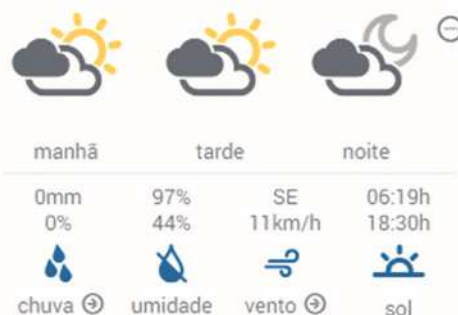 manhã tarde noite
0mm 97% SE 06:19h
0% 44% 11km/h 18:30h
chuva umidade vento sol